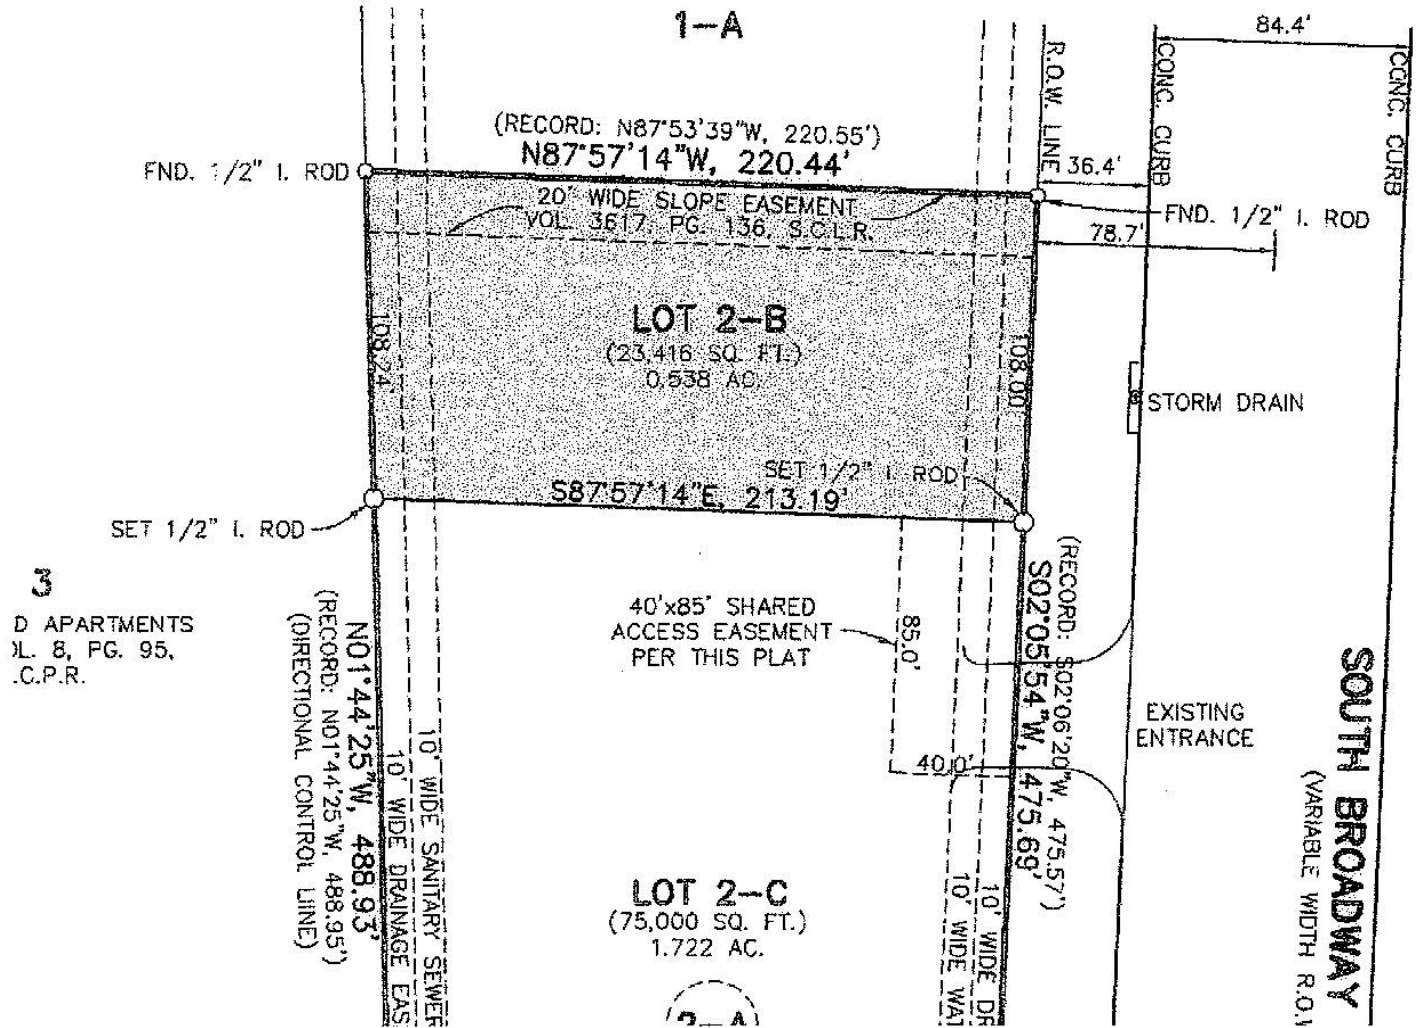 1-A
84.4'
R.O.W. LINE
CONC. CURB
CONC. CURB
(RECORD: N87°53'39"W, 220.55')
N87°57'14"W, 220.44'
FND. 1/2" I. ROD
36.4'
20' WIDE SLOPE EASEMENT
VOL. 3617, PG. 136, S.C.L.R.
FND. 1/2" I. ROD
78.7'
LOT 2-B
(23,416 SQ. FT.)
0.538 AC.
108.24'
108.00
STORM DRAIN
SET 1/2" I. ROD
S87°57'14"E, 213.19'
SET 1/2" I. ROD
3
D APARTMENTS
L. 8, PG. 95,
.C.P.R.
40'x85' SHARED
ACCESS EASEMENT
PER THIS PLAT
85.0'
40.0'
(RECORD: S02°06'20"W, 475.57')
S02°05'54"W, 475.69'
N01°44'25"W, 488.93'
(RECORD: N01°44'25"W, 488.95')
(DIRECTIONAL CONTROL LINE)
10' WIDE SANITARY SEWER
10' WIDE DRAINAGE EAS
EXISTING
ENTRANCE
SOUTH BROADWAY
(VARIABLE WIDTH R.O.
LOT 2-C
(75,000 SQ. FT.)
1.722 AC.
10' WIDE DR
10' WIDE WAT
2-A